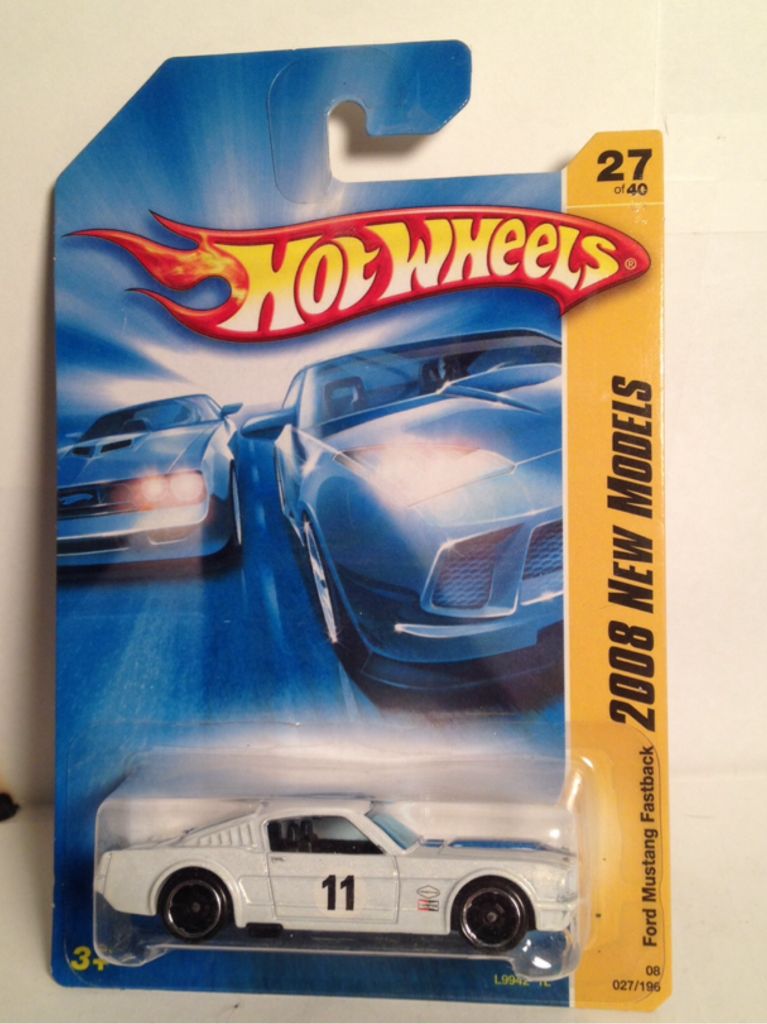 27
of 40
HOT WHEELS®
2008 NEW MODELS
Ford Mustang Fastback
11
3+
08
027/196